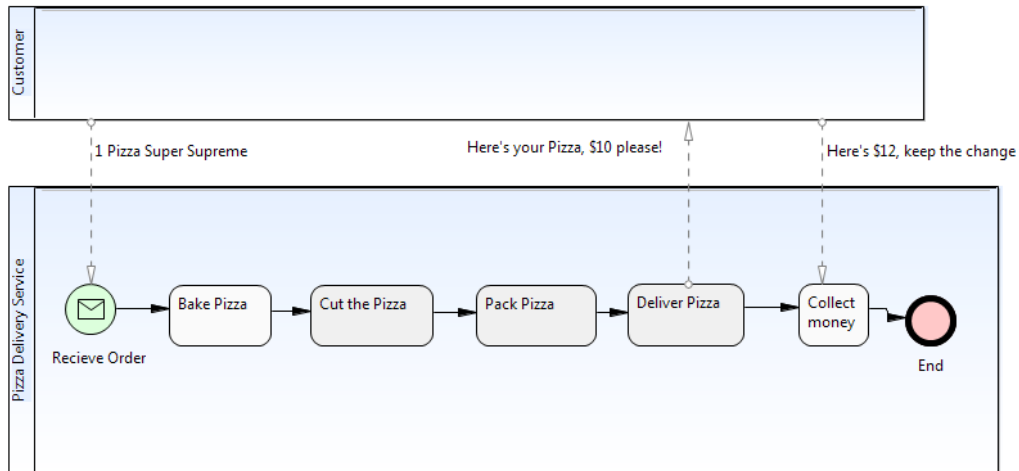 Customer
1 Pizza Super Supreme
Here's your Pizza, $10 please!
Here's $12, keep the change
Pizza Delivery Service
Recieve Order
Bake Pizza
Cut the Pizza
Pack Pizza
Deliver Pizza
Collect
money
End